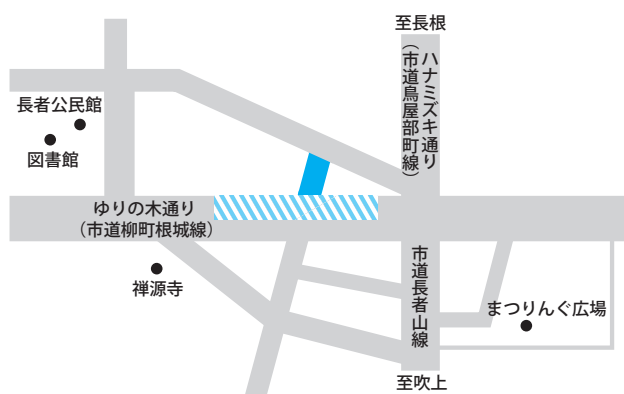 至長根
ハナミズキ通り
（市道鳥屋部町線）
長者公民館
図書館
ゆりの木通り
（市道柳町根城線）
禅源寺
市道長者山線
まつりんぐ広場
至吹上